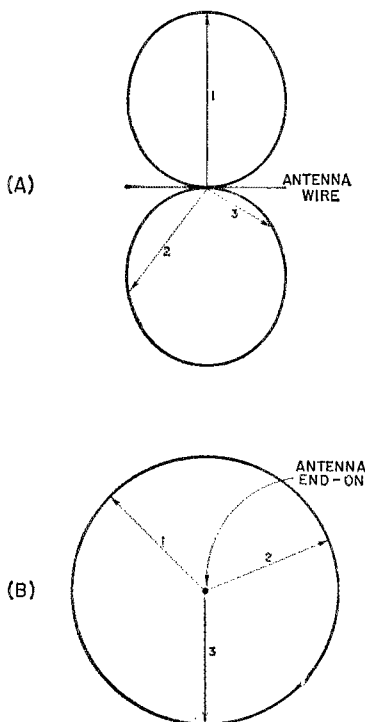 1
(A)
ANTENNA
WIRE
2
3
ANTENNA
END-ON
1
2
(B)
3